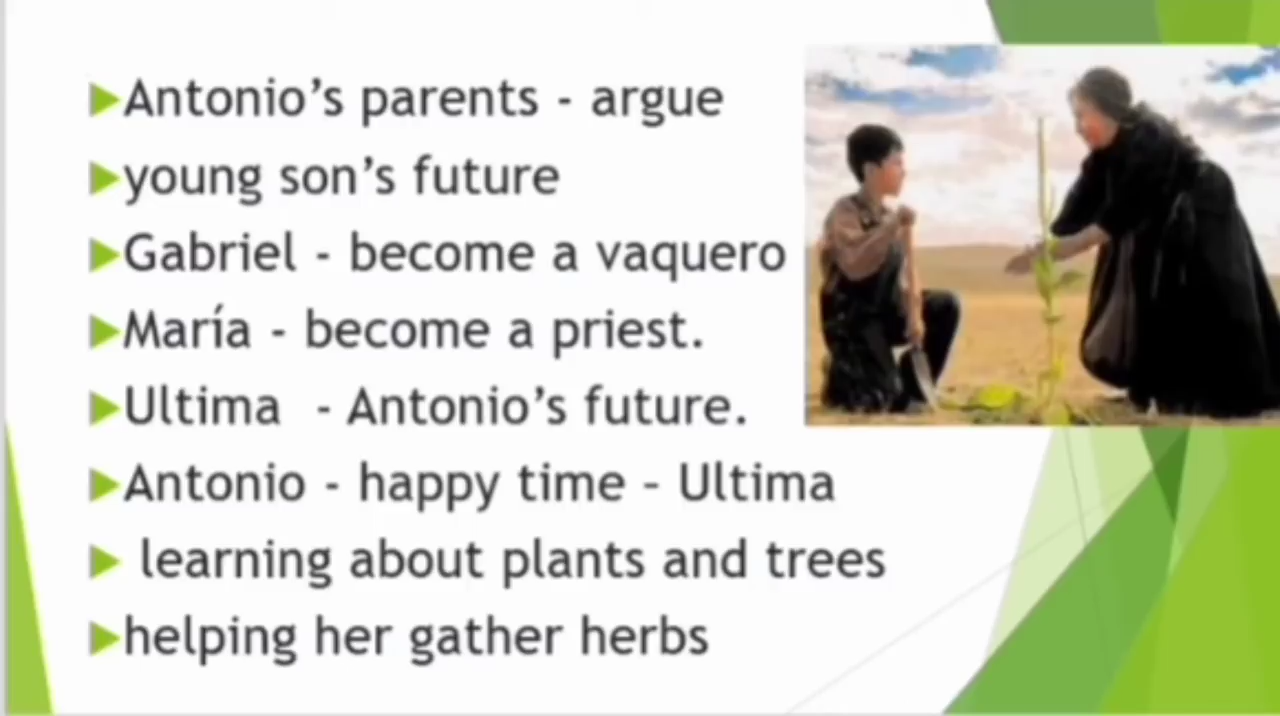 Antonio's parents - argue
young son's future
Gabriel - become a vaquero
María - become a priest.
Ultima - Antonio's future.
Antonio - happy time – Ultima
learning about plants and trees
helping her gather herbs